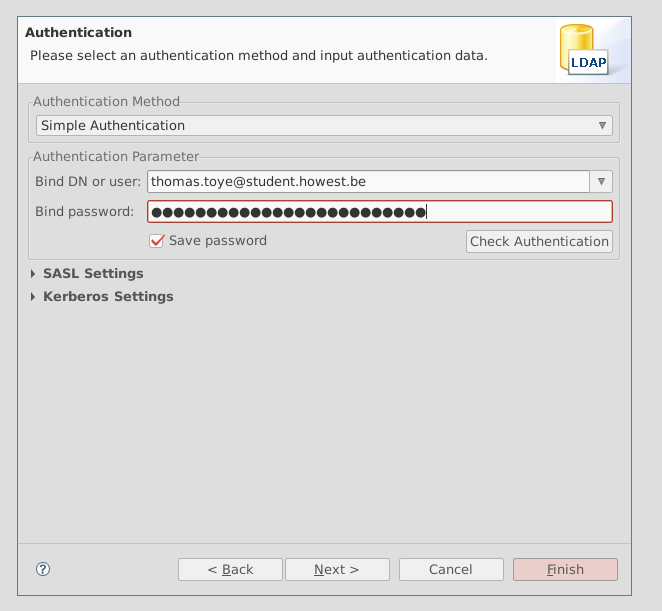 Authentication
Please select an authentication method and input authentication data.
LDAP
Authentication Method
Simple Authentication
Authentication Parameter
Bind DN or user: thomas.toye@student.howest.be
Bind password: ●●●●●●●●●●●●●●●●●●●●●●●●●
Save password Check Authentication
SASL Settings
Kerberos Settings
? < Back Next > Cancel Finish